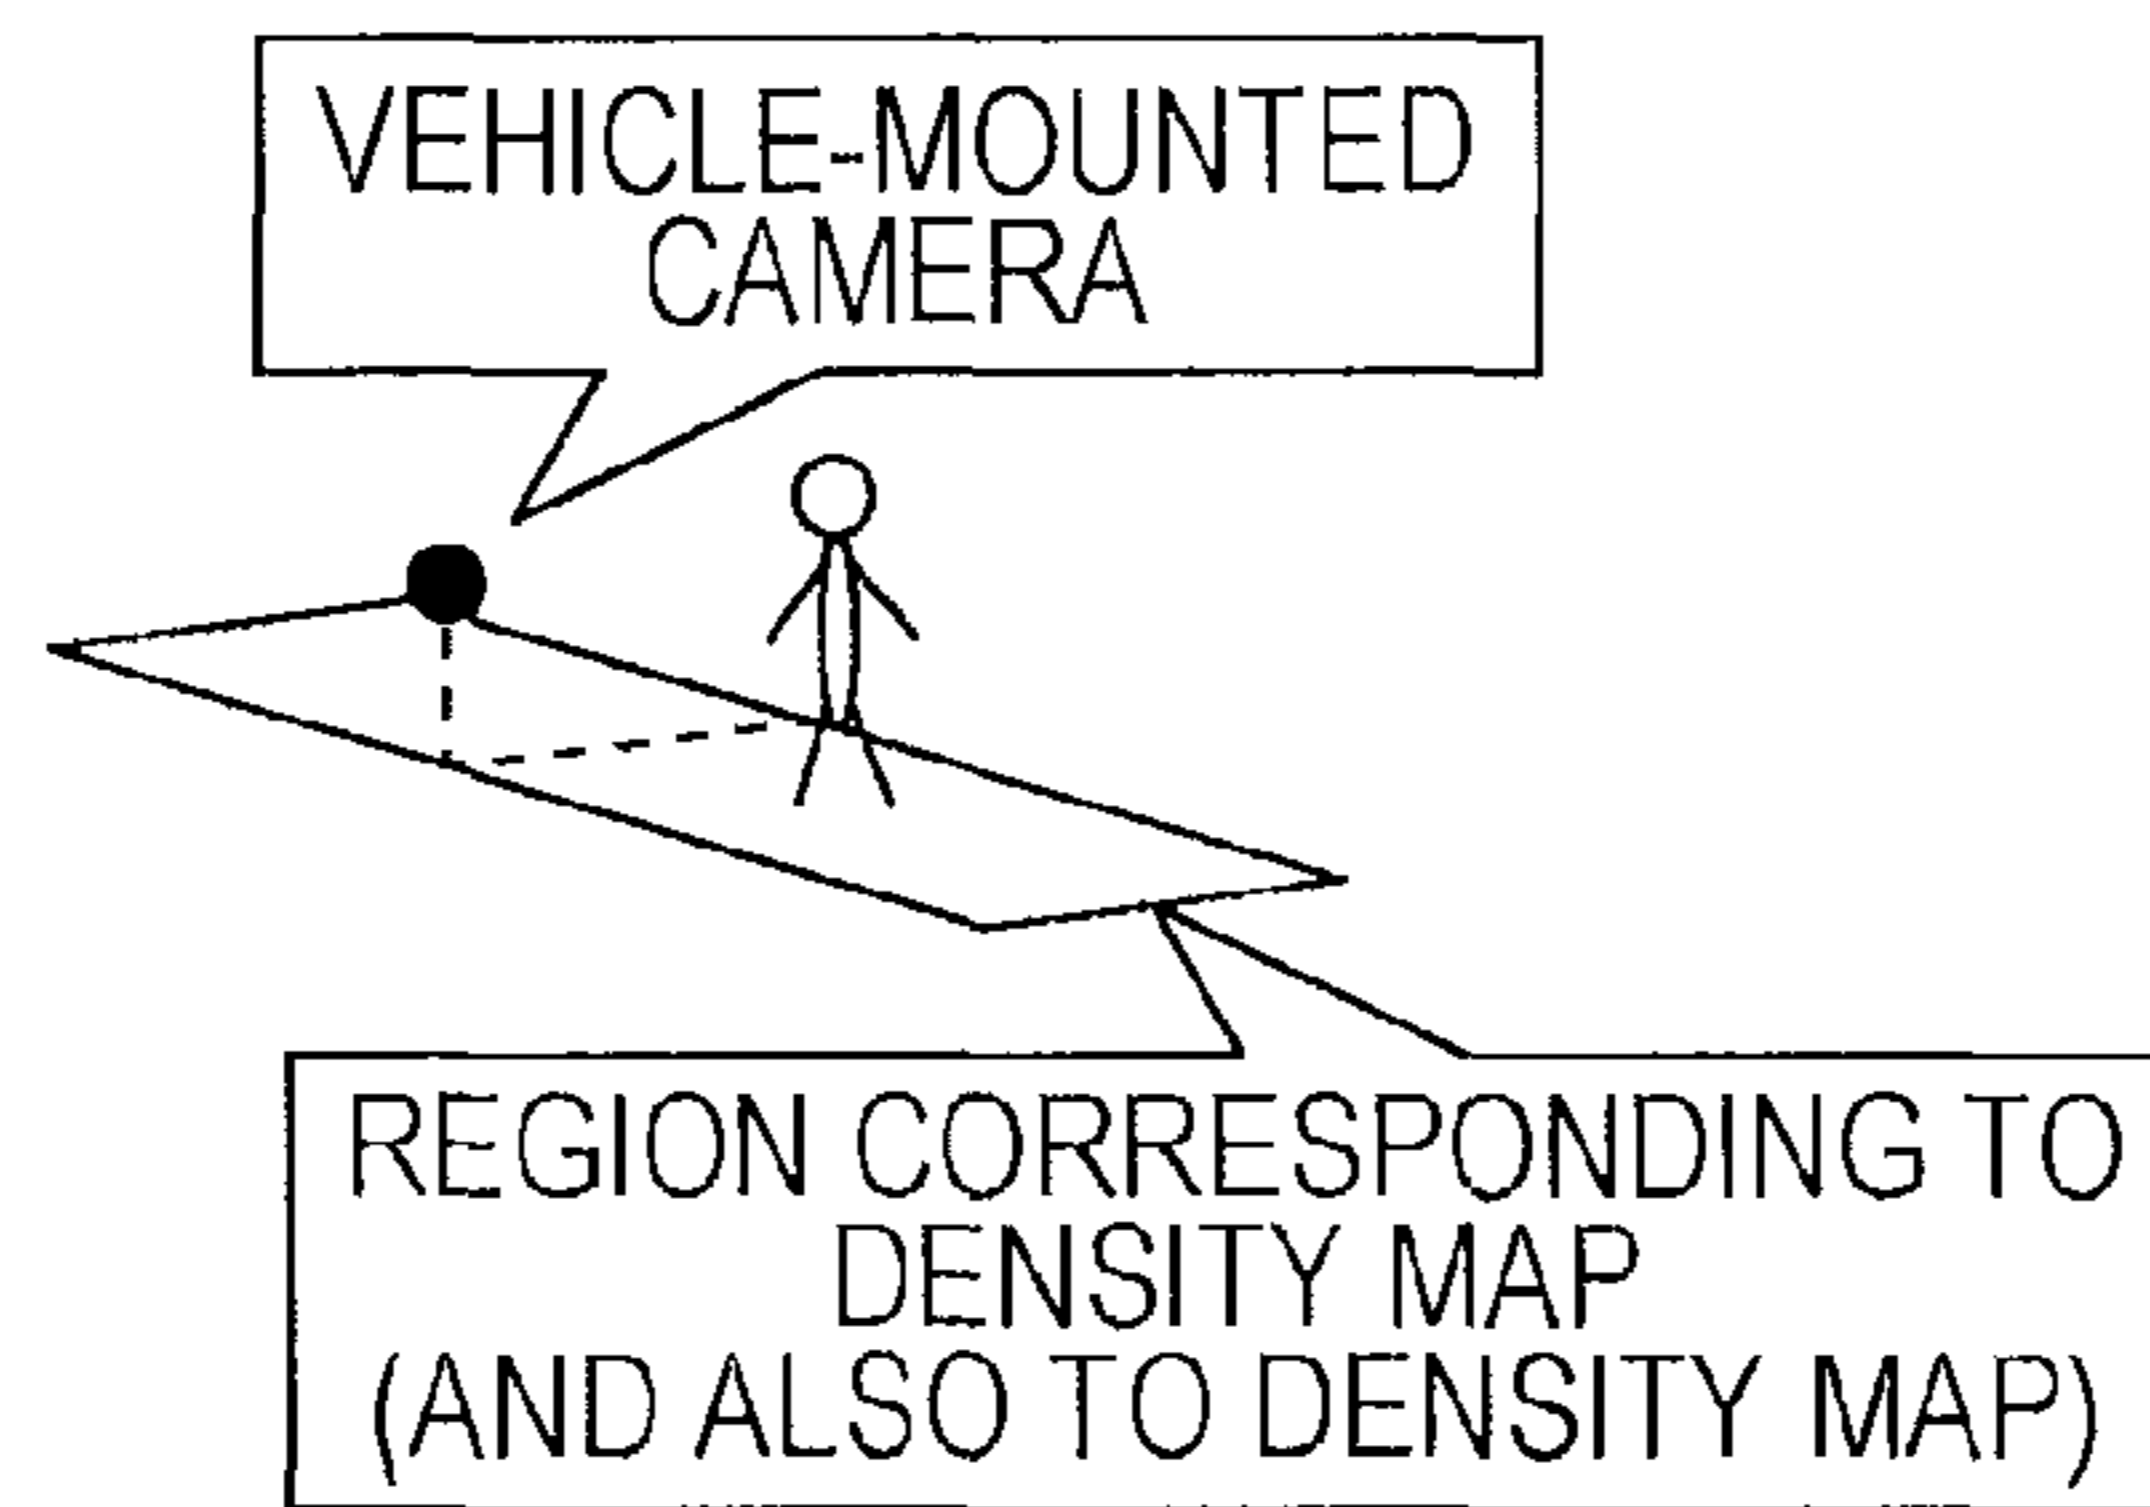 VEHICLE-MOUNTED
CAMERA
REGION CORRESPONDING TO
DENSITY MAP
(AND ALSO TO DENSITY MAP)